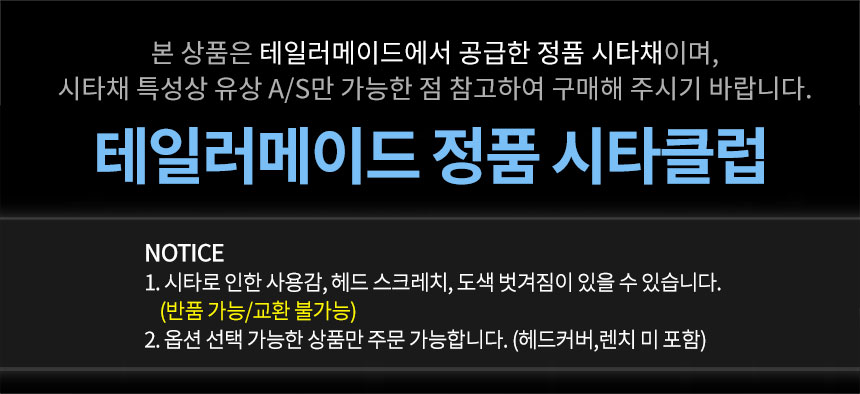 본 상품은 테일러메이드에서 공급한 정품 시타채이며,
시타채 특성상 유상 A/S만 가능한 점 참고하여 구매해 주시기 바랍니다.
테일러메이드 정품 시타클럽
NOTICE
1. 시타로 인한 사용감, 헤드 스크레치, 도색 벗겨짐이 있을 수 있습니다.
(반품 가능/교환 불가능)
2. 옵션 선택 가능한 상품만 주문 가능합니다. (헤드커버,렌치 미 포함)